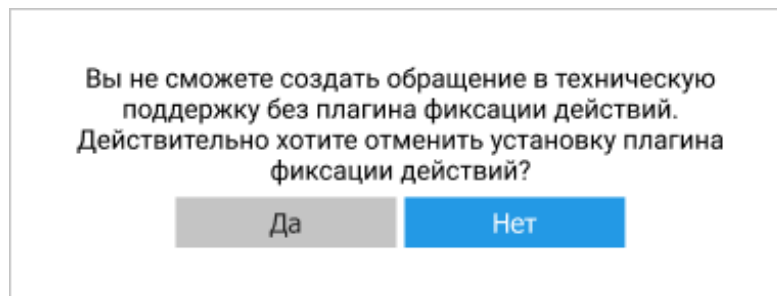 Вы не сможете создать обращение в техническую
поддержку без плагина фиксации действий.
Действительно хотите отменить установку плагина
фиксации действий?
Да
Нет